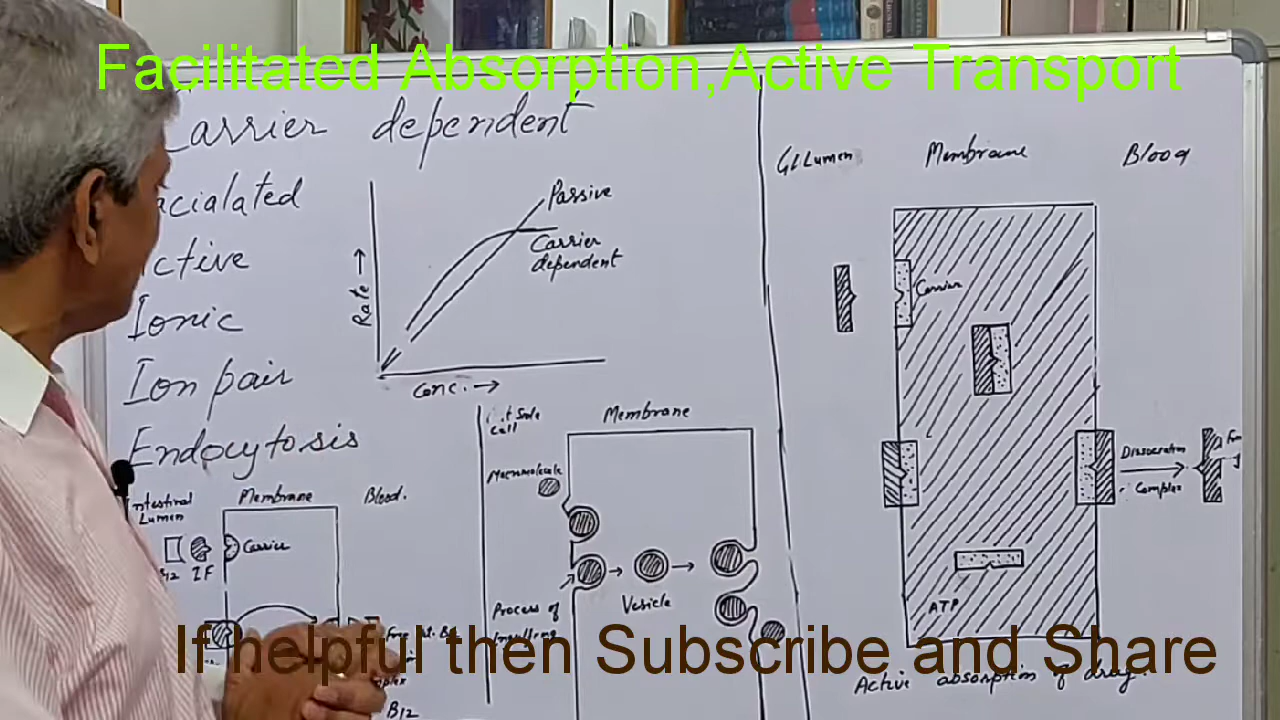 Facilitated Absorption,Active Transport
Carrier dependent
acialated
ctive
Ionic
Ion pair
Endocytosis
Passive
Carrier
dependent
Rate →
Conc. →
Intestinal
Lumen
Membrane
Blood.
Carrier
IF
B12
Cell
Membrane
Macromolecule
Process of
Vesicle
GI Lumen
Membrane
Blood
Carrier
Complex
ATP
Active absorption of drug.
If helpful then Subscribe and Share